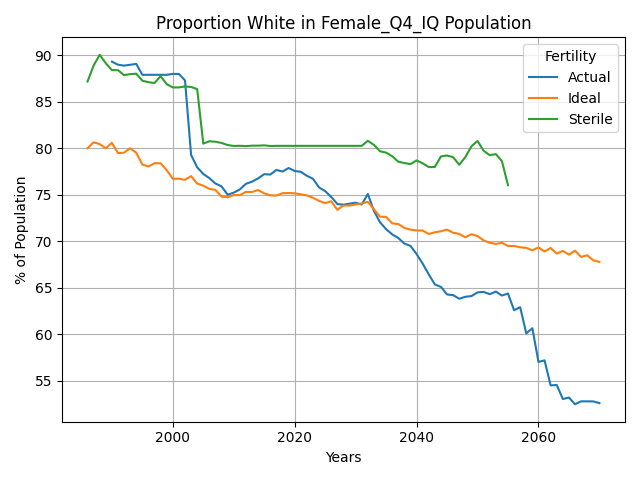 Proportion White in Female_Q4_IQ Population
Fertility
Actual
Ideal
Sterile
% of Population
90
85
80
75
70
65
60
55
2000
2020
2040
2060
Years